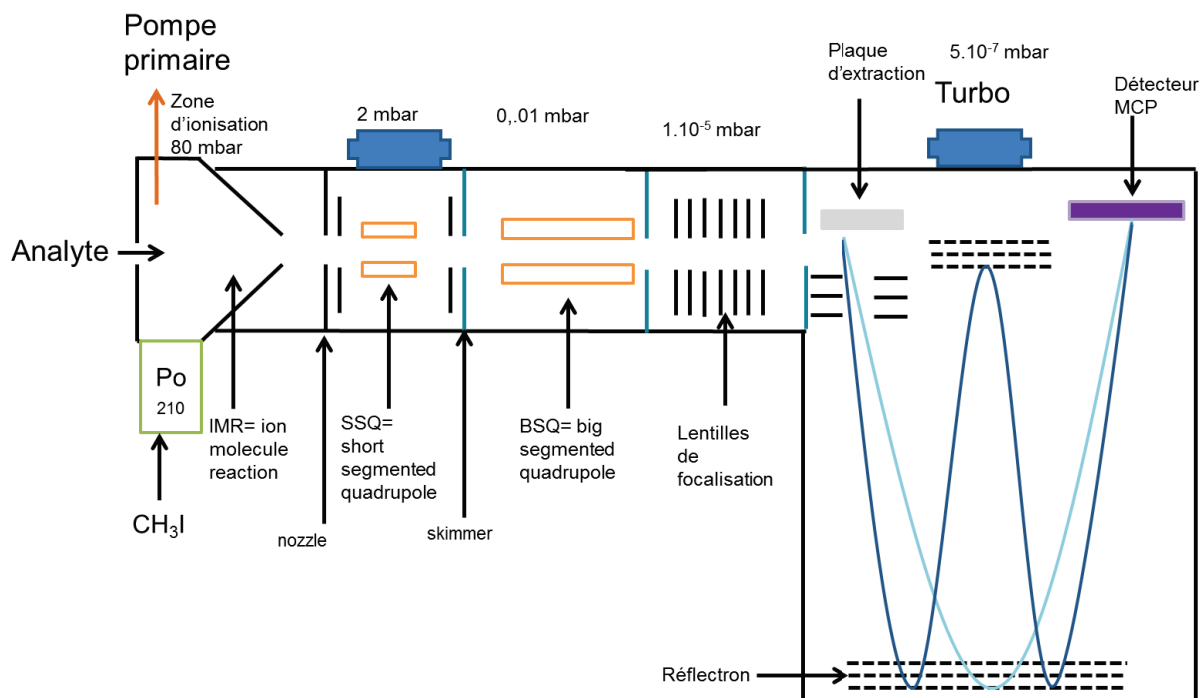 Pompe
primaire
Zone
d'ionisation
80 mbar
2 mbar
0,.01 mbar
1.10⁻⁵ mbar
Plaque
d'extraction
5.10⁻⁷ mbar
Turbo
Détecteur
MCP
Analyte
Po
210
CH₃I
IMR= ion
molecule
reaction
nozzle
SSQ=
short
segmented
quadrupole
skimmer
BSQ= big
segmented
quadrupole
Lentilles
de
focalisation
Réflectron